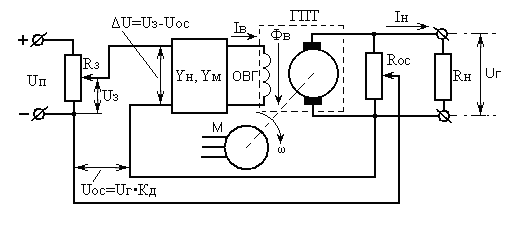 ГПТ
ΔU=Uз-Uос
Iв
Фв
Iн
+
Rз
Uп
Uз
Yн, Yм
ОВГ
Rос
Rн
Uг
−
М
ω
Uос=Uг·Кд